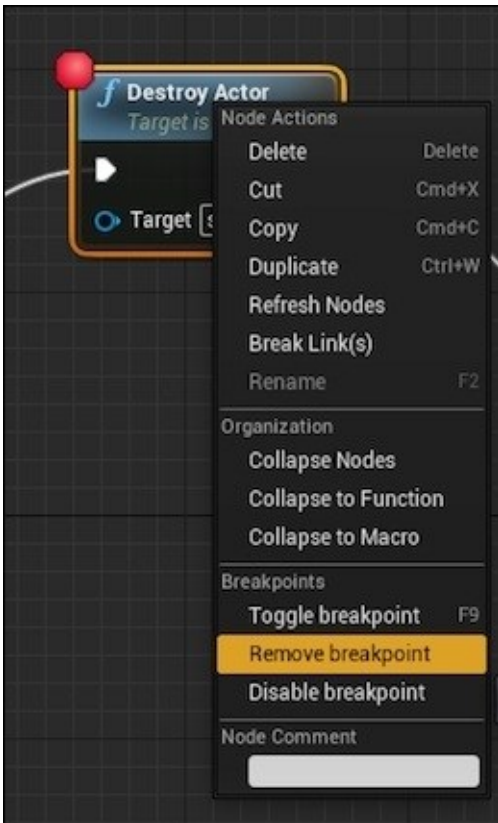 f Destroy Actor
Target is
Target s
Node Actions
Delete Delete
Cut Cmd+X
Copy Cmd+C
Duplicate Ctrl+W
Refresh Nodes
Break Link(s)
Rename F2
Organization
Collapse Nodes
Collapse to Function
Collapse to Macro
Breakpoints
Toggle breakpoint F9
Remove breakpoint
Disable breakpoint
Node Comment